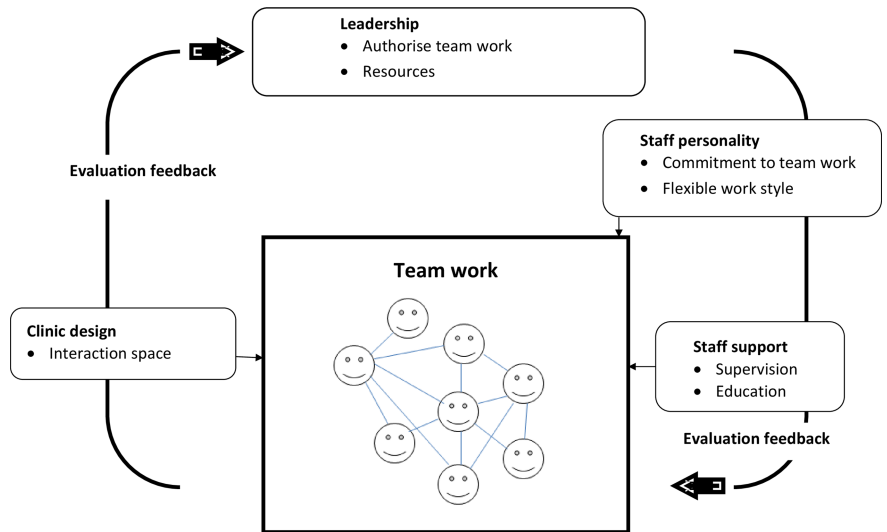 Leadership
• Authorise team work
• Resources
Staff personality
• Commitment to team work
• Flexible work style
Evaluation feedback
Team work
Clinic design
• Interaction space
Staff support
• Supervision
• Education
Evaluation feedback